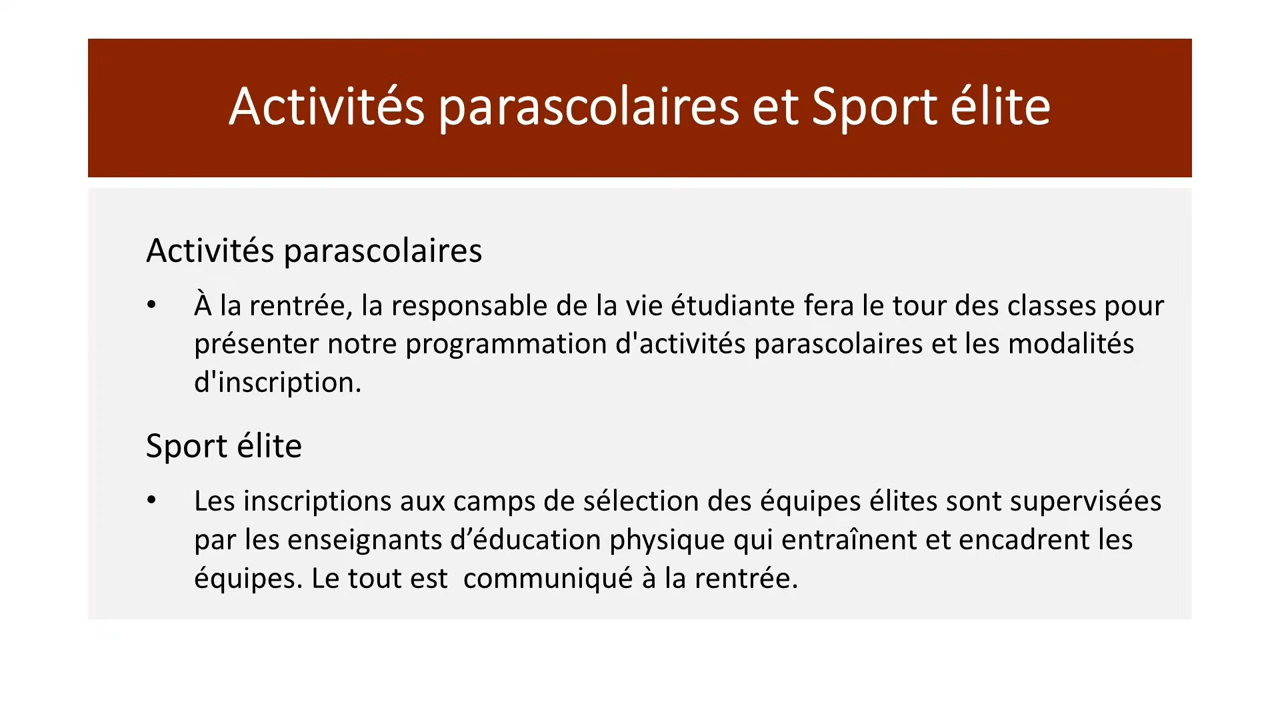 Activités parascolaires et Sport élite
Activités parascolaires
• À la rentrée, la responsable de la vie étudiante fera le tour des classes pour
présenter notre programmation d'activités parascolaires et les modalités
d'inscription.
Sport élite
• Les inscriptions aux camps de sélection des équipes élites sont supervisées
par les enseignants d’éducation physique qui entraînent et encadrent les
équipes. Le tout est  communiqué à la rentrée.